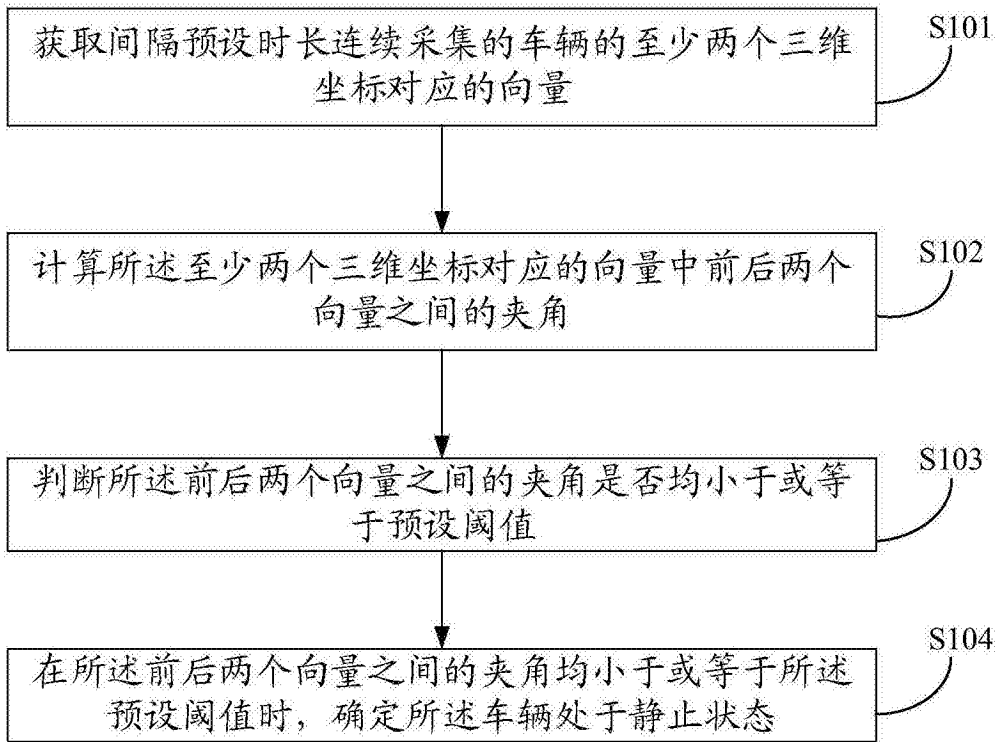 获取间隔预设时长连续采集的车辆的至少两个三维
坐标对应的向量
S101
计算所述至少两个三维坐标对应的向量中前后两个
向量之间的夹角
S102
判断所述前后两个向量之间的夹角是否均小于或等
于预设阈值
S103
在所述前后两个向量之间的夹角均小于或等于所述
预设阈值时，确定所述车辆处于静止状态
S104